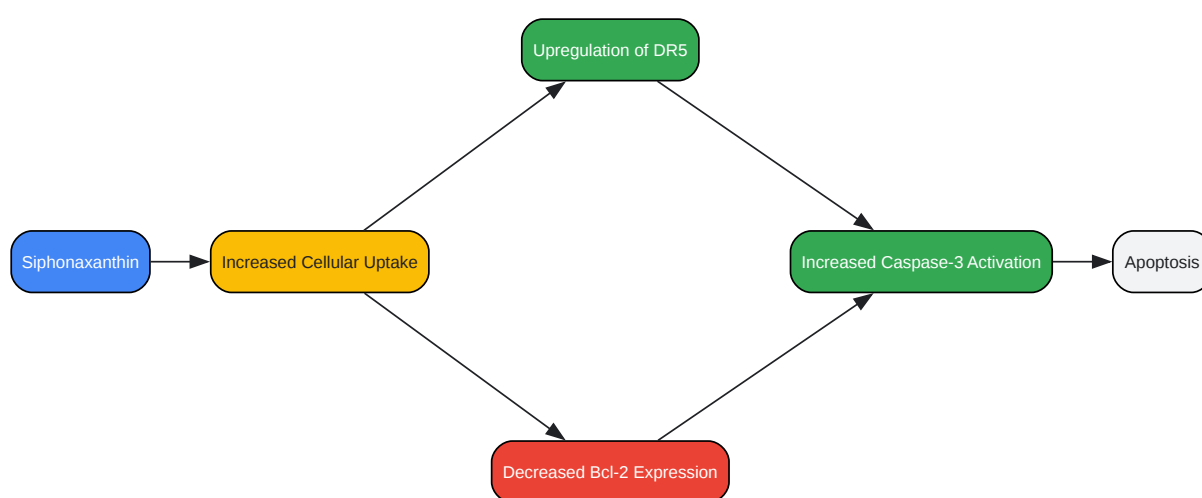 Upregulation of DR5
Siphonaxanthin
Increased Cellular Uptake
Increased Caspase-3 Activation
Apoptosis
Decreased Bcl-2 Expression